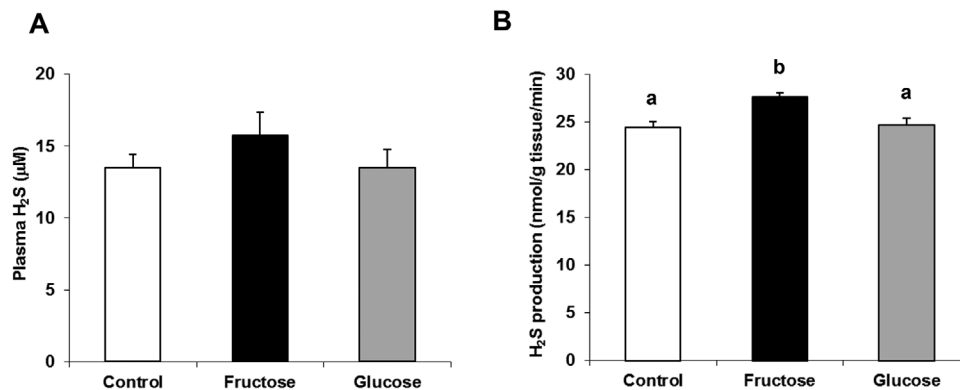 A
Plasma H₂S (µM)
20
15
10
5
0
Control Fructose Glucose
B
H₂S production (nmol/g tissue/min)
30
25
20
15
10
5
0
a
b
a
Control Fructose Glucose